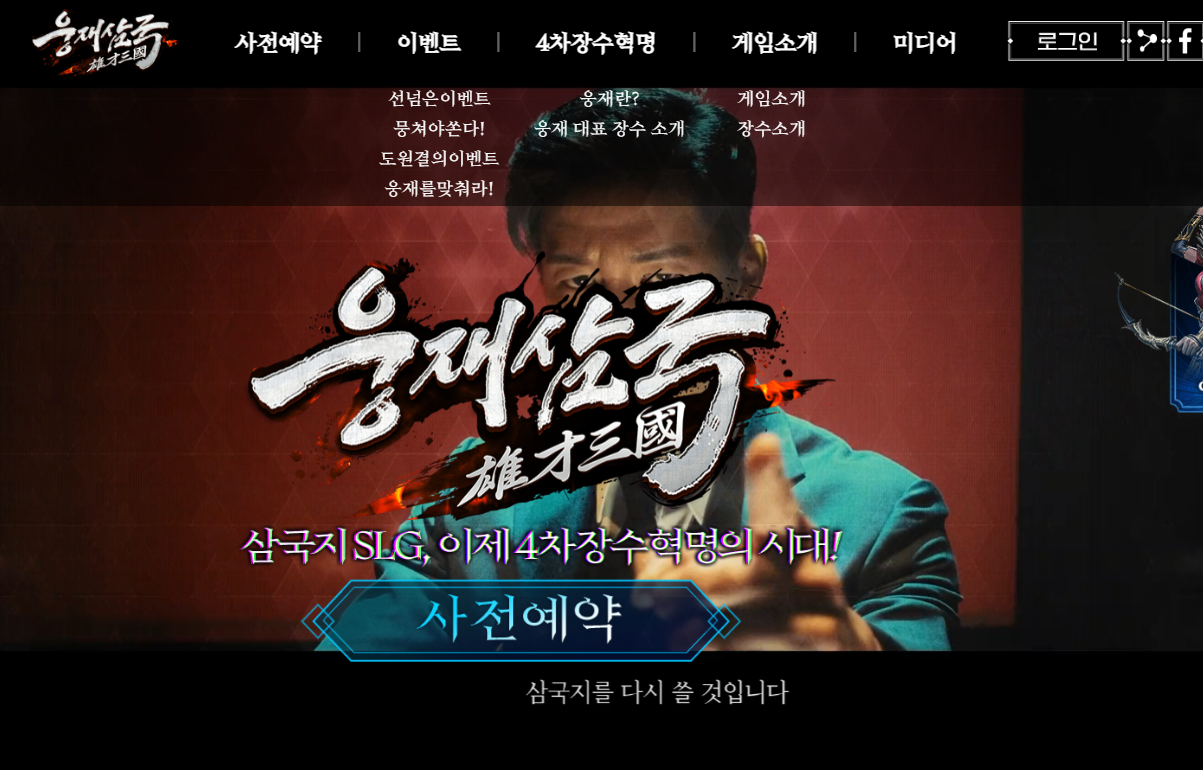 웅재삼국
雄才三國
사전예약
이벤트
4차장수혁명
게임소개
미디어
로그인
선넘은이벤트
웅재란?
게임소개
뭉쳐야쏜다!
웅재 대표 장수 소개
장수소개
도원결의이벤트
웅재를맞춰라!
웅재삼국
雄才三國
삼국지 SLG, 이제 4차장수혁명의 시대!
사전예약
삼국지를 다시 쓸 것입니다